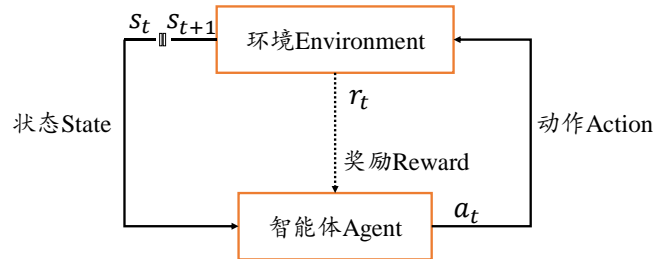 s_t s_{t+1}
环境Environment
r_t
状态State
动作Action
奖励Reward
智能体Agent
a_t